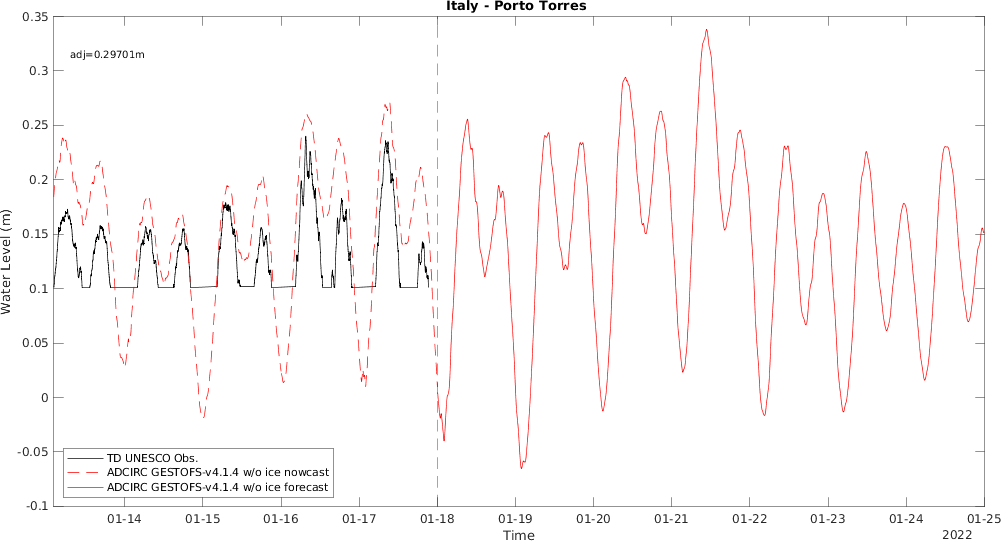 Italy - Porto Torres
adj=0.29701m
Water Level (m)
0.35
0.3
0.25
0.2
0.15
0.1
0.05
0
-0.05
-0.1
TD UNESCO Obs.
ADCIRC GESTOFS-v4.1.4 w/o ice nowcast
ADCIRC GESTOFS-v4.1.4 w/o ice forecast
01-14 01-15 01-16 01-17 01-18 01-19 01-20 01-21 01-22 01-23 01-24 01-25
Time
2022